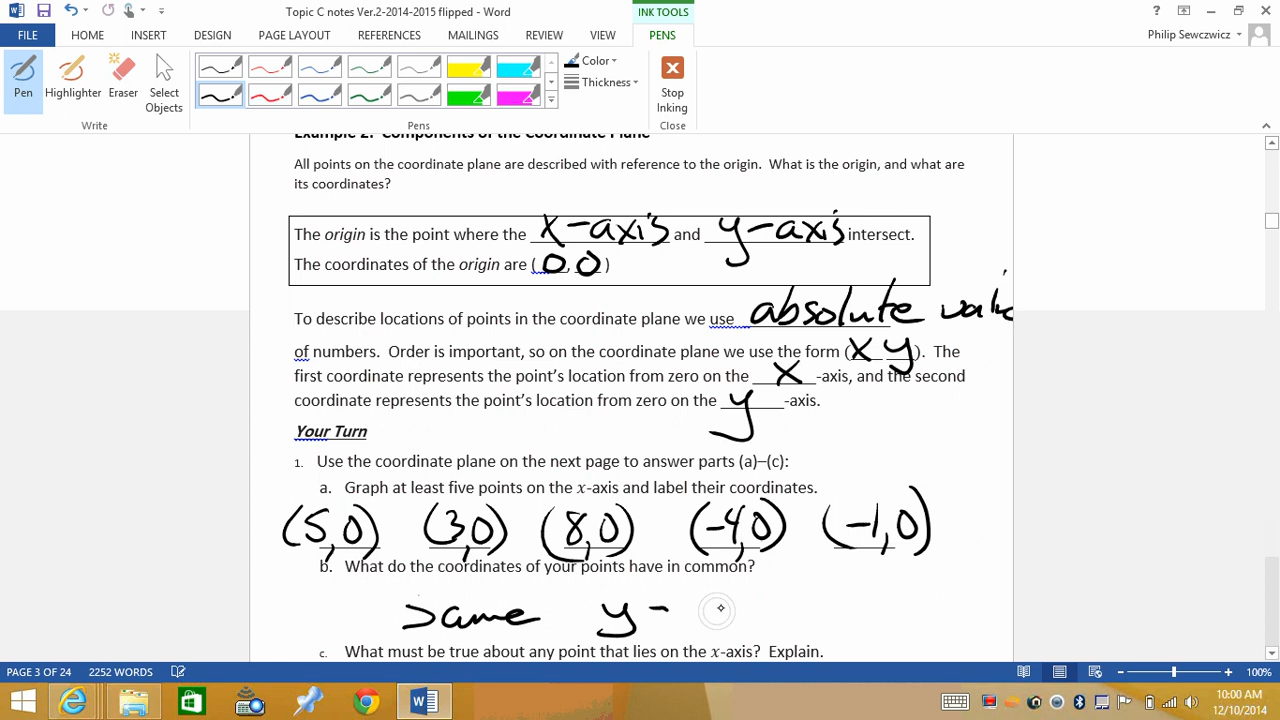 Topic C notes Ver.2-2014-2015 flipped - Word
INK TOOLS
FILE HOME INSERT DESIGN PAGE LAYOUT REFERENCES MAILINGS REVIEW VIEW PENS
Philip Sewczwicz
Pen Highlighter Eraser Select Objects
Color
Thickness
Stop Inking
Write Pens Close
Example 2: Components of the Coordinate Plane
All points on the coordinate plane are described with reference to the origin. What is the origin, and what are
its coordinates?
The origin is the point where the x-axis and y-axis intersect.
The coordinates of the origin are (0, 0)
To describe locations of points in the coordinate plane we use absolute
of numbers. Order is important, so on the coordinate plane we use the form (x y). The
first coordinate represents the point's location from zero on the x -axis, and the second
coordinate represents the point's location from zero on the y -axis.
Your Turn
1. Use the coordinate plane on the next page to answer parts (a)–(c):
a. Graph at least five points on the x-axis and label their coordinates.
(5,0) (3,0) (8,0) (-4,0) (-1,0)
b. What do the coordinates of your points have in common?
same y-
c. What must be true about any point that lies on the x-axis? Explain.
PAGE 3 OF 24 2252 WORDS 100%
10:00 AM
12/10/2014